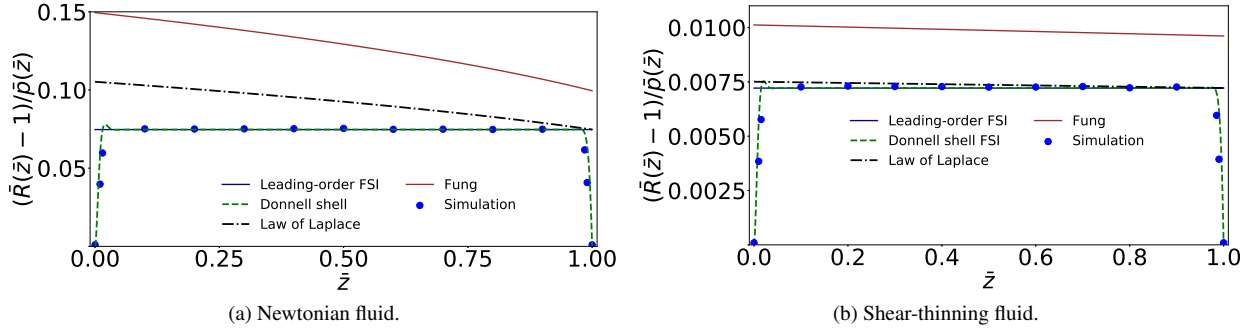 0.15
0.10
0.05
(R̄(z̄) − 1)/p̄(z̄)
Leading-order FSI
Donnell shell
Law of Laplace
Fung
Simulation
0.00 0.25 0.50 0.75 1.00
z̄
(a) Newtonian fluid.
0.0100
0.0075
0.0050
0.0025
(R̄(z̄) − 1)/p̄(z̄)
Leading-order FSI
Donnell shell FSI
Law of Laplace
Fung
Simulation
0.0 0.2 0.4 0.6 0.8 1.0
z̄
(b) Shear-thinning fluid.